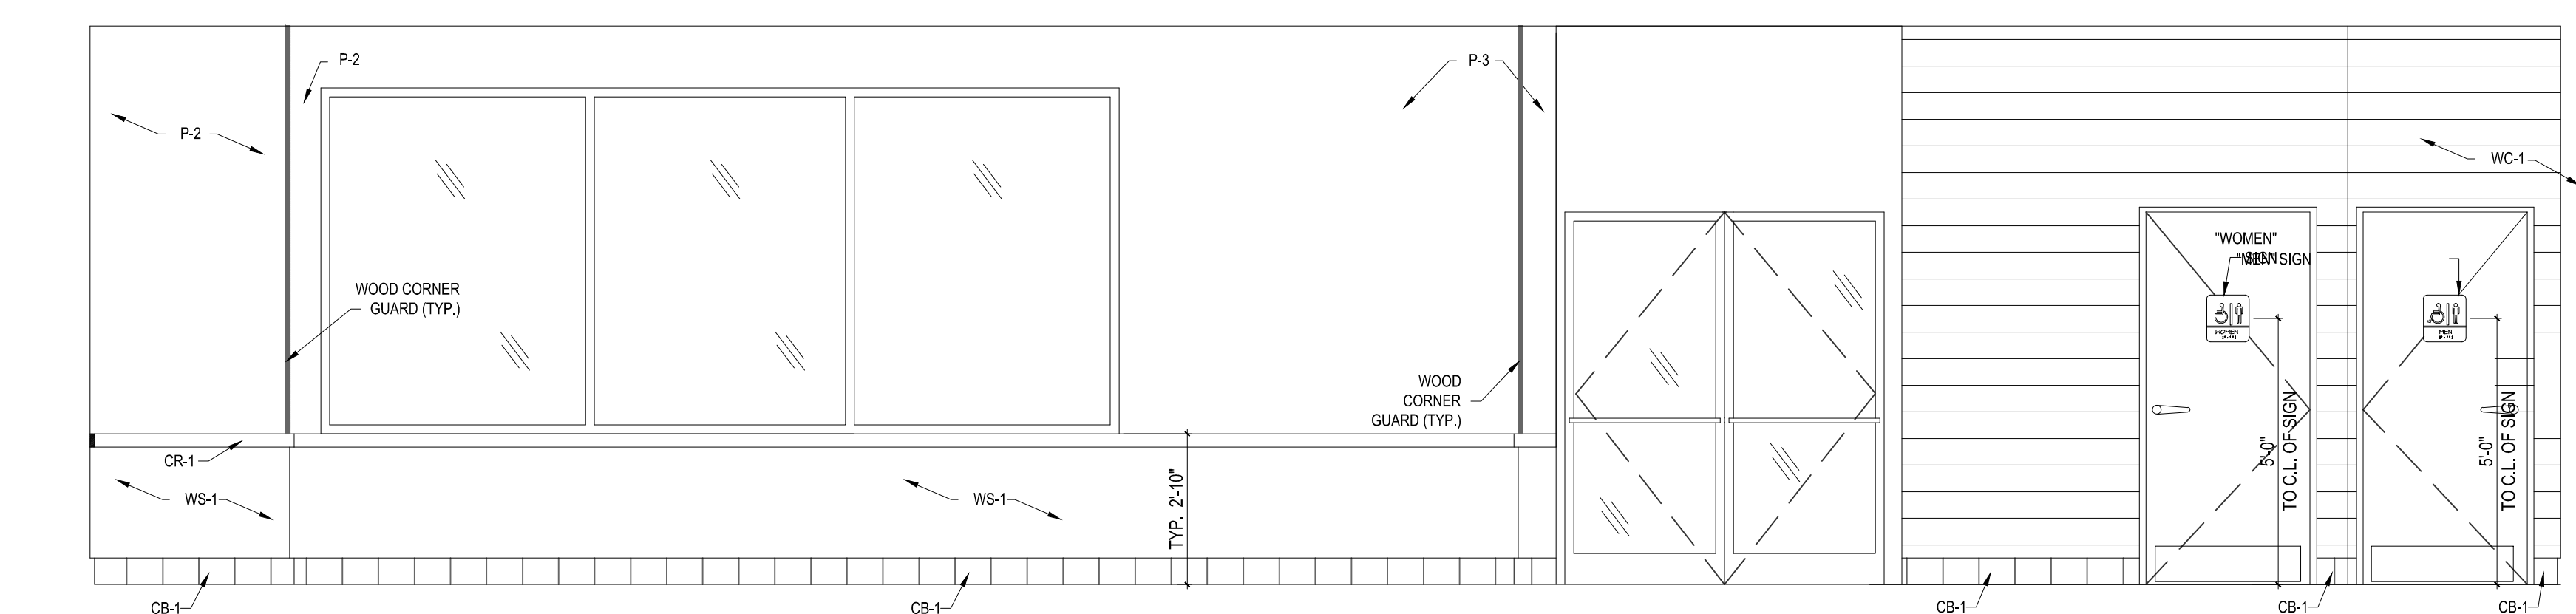 P-2
P-3
P-2
WC-1
"WOMEN"
SIGN
"MEN" SIGN
WOOD CORNER
GUARD (TYP.)
WOMEN
MEN
WOOD
CORNER
GUARD (TYP.)
CR-1
WS-1
WS-1
TYP. 2'-10"
5'-0"
TO C.L. OF SIGN
5'-0"
TO C.L. OF SIGN
CB-1
CB-1
CB-1
CB-1
CB-1